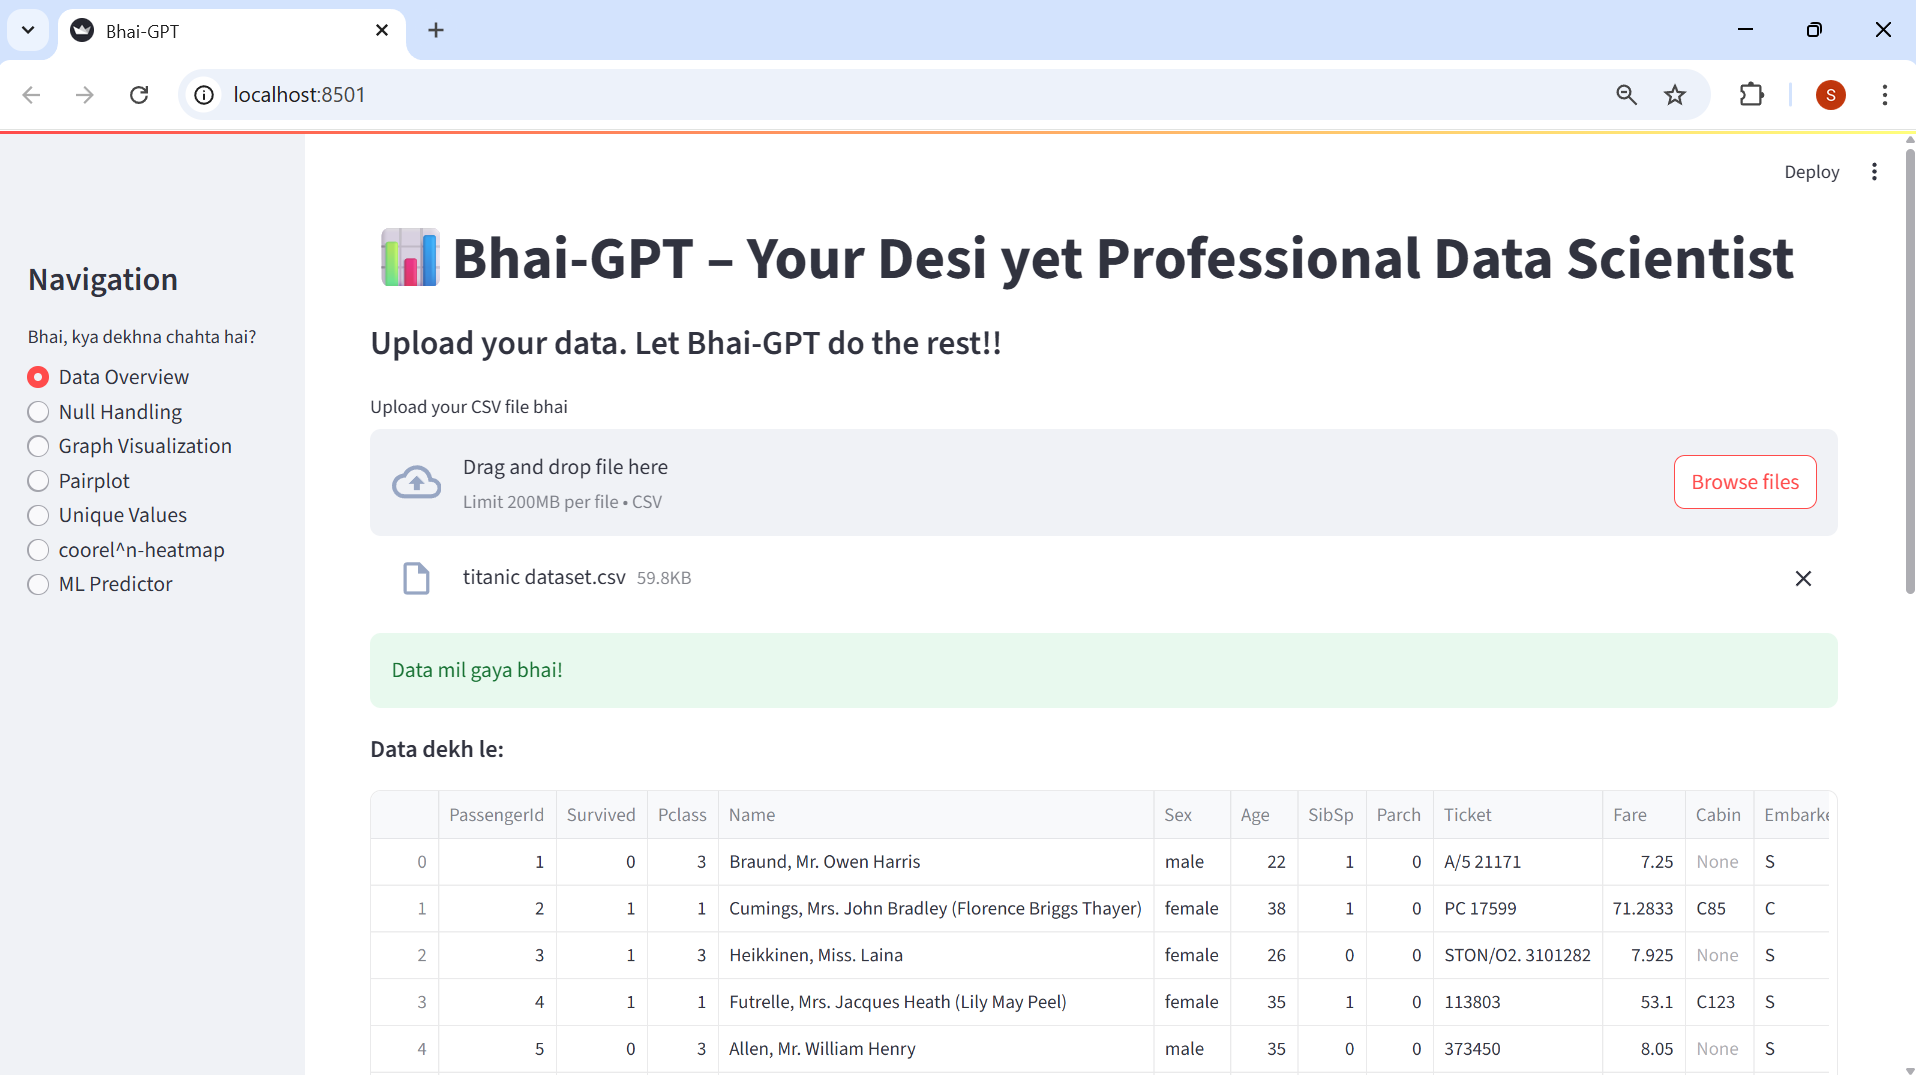 Bhai-GPT
localhost:8501
S
Deploy
Navigation
Bhai, kya dekhna chahta hai?
Data Overview
Null Handling
Graph Visualization
Pairplot
Unique Values
coorel^n-heatmap
ML Predictor
Bhai-GPT – Your Desi yet Professional Data Scientist
Upload your data. Let Bhai-GPT do the rest!!
Upload your CSV file bhai
Drag and drop file here
Limit 200MB per file • CSV
Browse files
titanic dataset.csv 59.8KB
Data mil gaya bhai!
Data dekh le:
PassengerId Survived Pclass Name Sex Age SibSp Parch Ticket Fare Cabin Embarke
0 1 0 3 Braund, Mr. Owen Harris male 22 1 0 A/5 21171 7.25 None S
1 2 1 1 Cumings, Mrs. John Bradley (Florence Briggs Thayer) female 38 1 0 PC 17599 71.2833 C85 C
2 3 1 3 Heikkinen, Miss. Laina female 26 0 0 STON/O2. 3101282 7.925 None S
3 4 1 1 Futrelle, Mrs. Jacques Heath (Lily May Peel) female 35 1 0 113803 53.1 C123 S
4 5 0 3 Allen, Mr. William Henry male 35 0 0 373450 8.05 None S